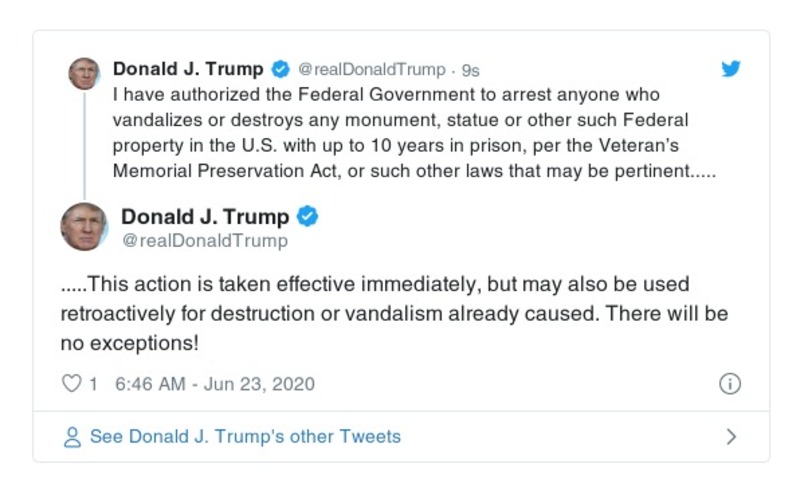 Donald J. Trump @realDonaldTrump · 9s
I have authorized the Federal Government to arrest anyone who
vandalizes or destroys any monument, statue or other such Federal
property in the U.S. with up to 10 years in prison, per the Veteran's
Memorial Preservation Act, or such other laws that may be pertinent.....
Donald J. Trump
@realDonaldTrump
.....This action is taken effective immediately, but may also be used
retroactively for destruction or vandalism already caused. There will be
no exceptions!
1 6:46 AM - Jun 23, 2020
See Donald J. Trump's other Tweets